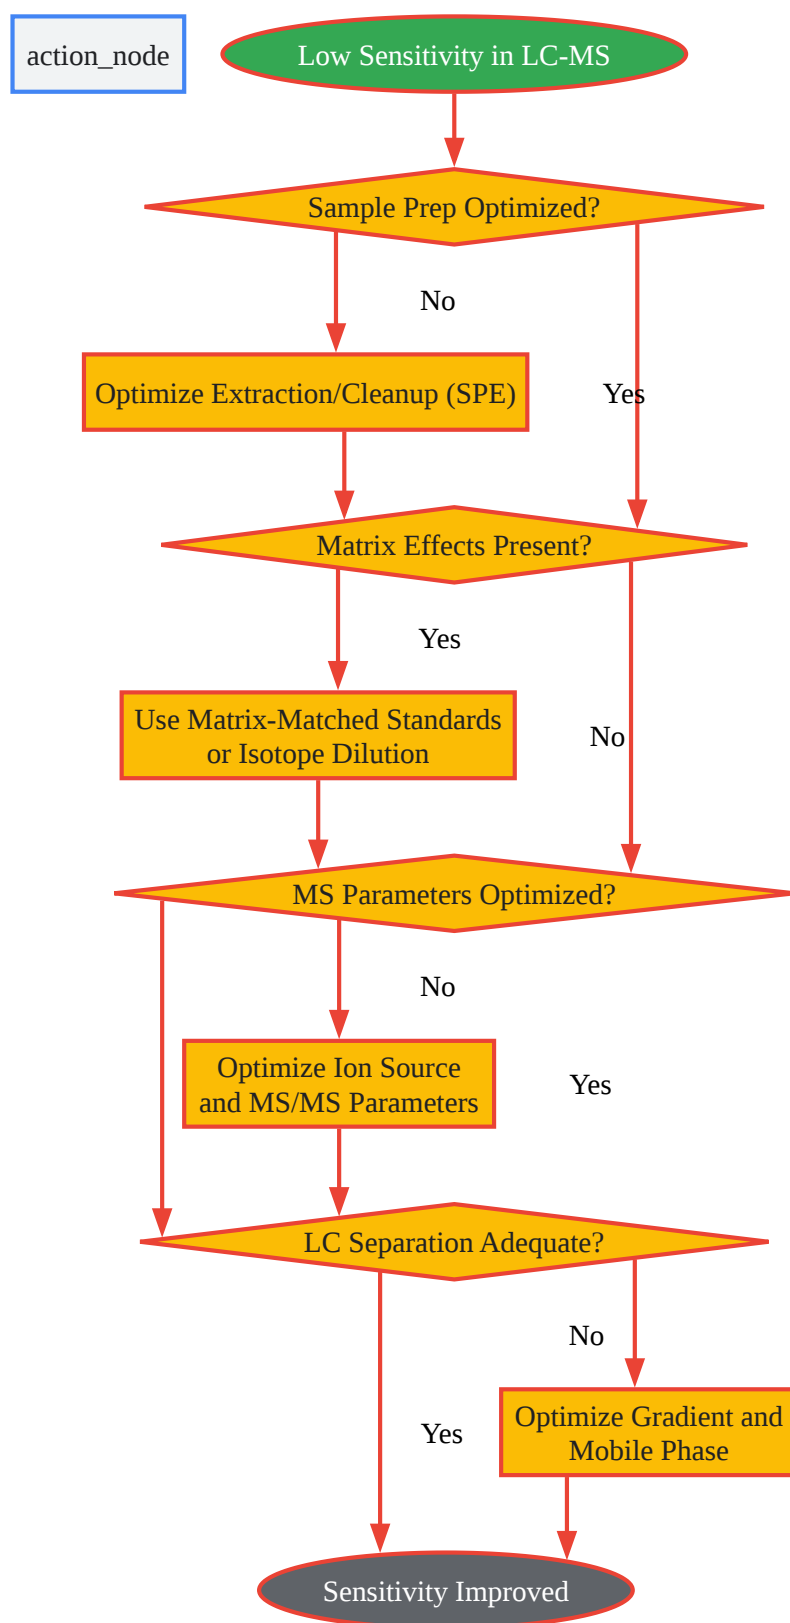 action_node
Low Sensitivity in LC-MS
Sample Prep Optimized?
No
Optimize Extraction/Cleanup (SPE)
Yes
Matrix Effects Present?
Yes
Use Matrix-Matched Standards
or Isotope Dilution
No
MS Parameters Optimized?
No
Optimize Ion Source
and MS/MS Parameters
Yes
LC Separation Adequate?
No
Optimize Gradient and
Mobile Phase
Yes
Sensitivity Improved